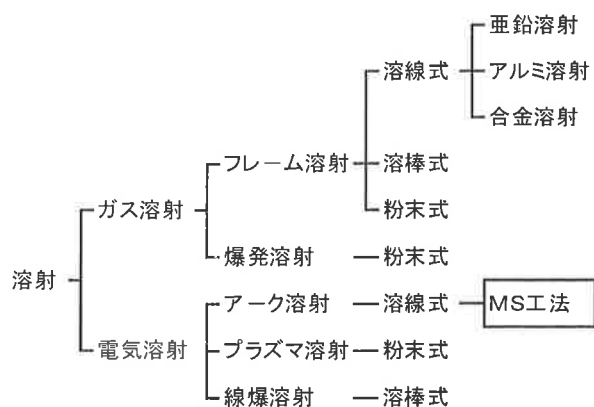 亜鉛溶射
溶線式
アルミ溶射
合金溶射
フレーム溶射
溶棒式
ガス溶射
粉末式
爆発溶射
粉末式
溶射
アーク溶射
溶線式
MS工法
電気溶射
プラズマ溶射
粉末式
線爆溶射
溶棒式